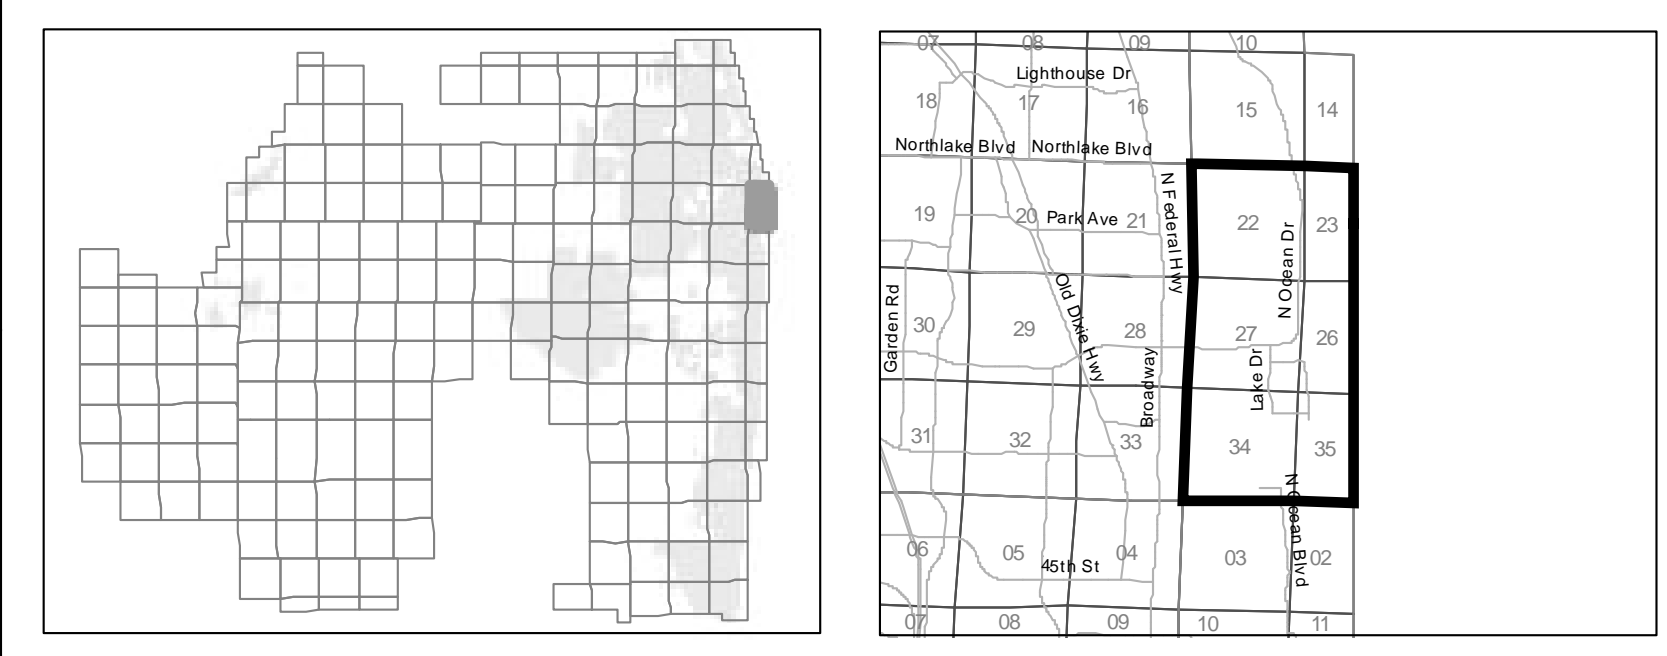 07 08 09 10
Lighthouse Dr
18 17 16 15 14
Northlake Blvd Northlake Blvd
N Federal Hwy
19 20 Park Ave 21 22 23
N Ocean Dr
Garden Rd
Old Dixie Hwy
30 29 28 27 26
Broadway
Lake Dr
31 32 33 34 35
N Ocean Blvd
06 05 04 03 02
45th St
07 08 09 10 11